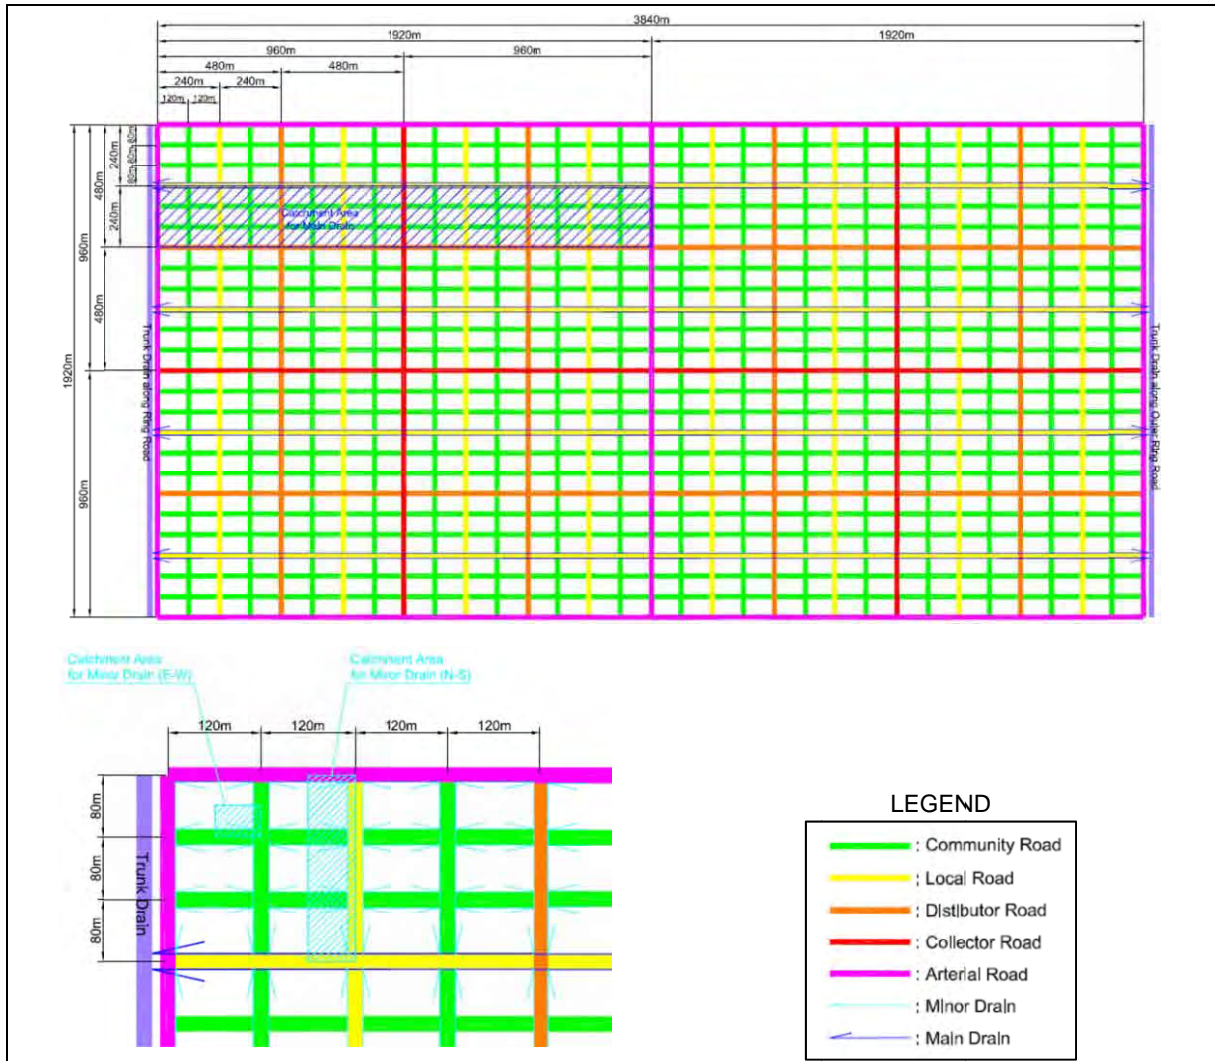 3840m
1920m
1920m
960m
960m
480m
480m
240m
240m
120m
120m
1920m
960m
960m
480m
480m
240m
240m
80m
80m
80m
Catchment Area
for Main Drain
Trunk Drain along Ring Road
Trunk Drain along Outer Ring Road
Catchment Area
for Minor Drain (E-W)
Catchment Area
for Minor Drain (N-S)
120m
120m
120m
120m
80m
80m
80m
Trunk Drain
LEGEND
: Community Road
: Local Road
: Distibutor Road
: Collector Road
: Arterial Road
: Minor Drain
: Main Drain